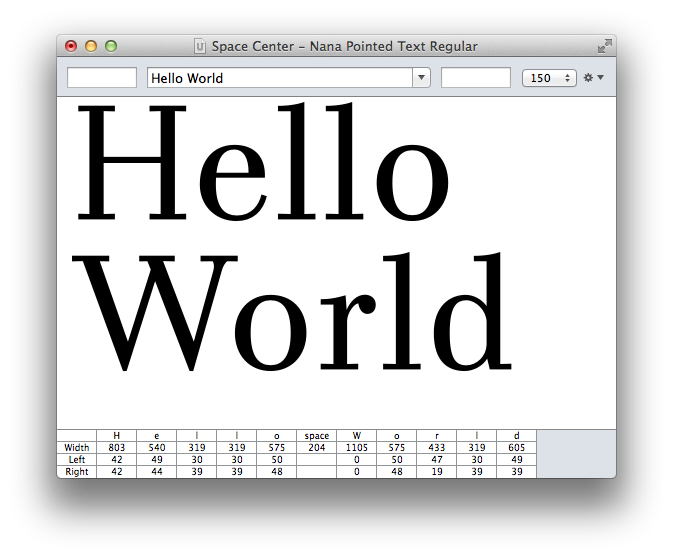 Space Center – Nana Pointed Text Regular
Hello World
150
Hello
World
H e l l o space W o r l d
Width 803 540 319 319 575 204 1105 575 433 319 605
Left 42 49 30 30 50 0 50 47 30 49
Right 42 44 39 39 48 0 48 19 39 39